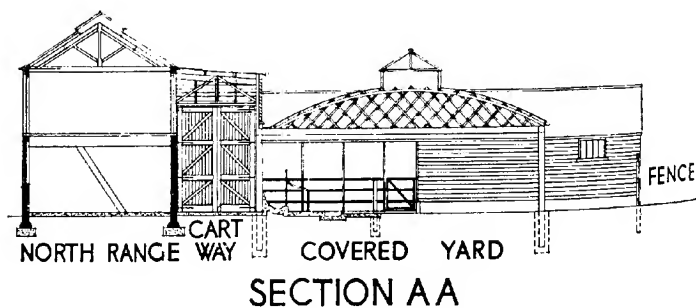 FENCE
CART
NORTH RANGE WAY COVERED YARD
SECTION AA